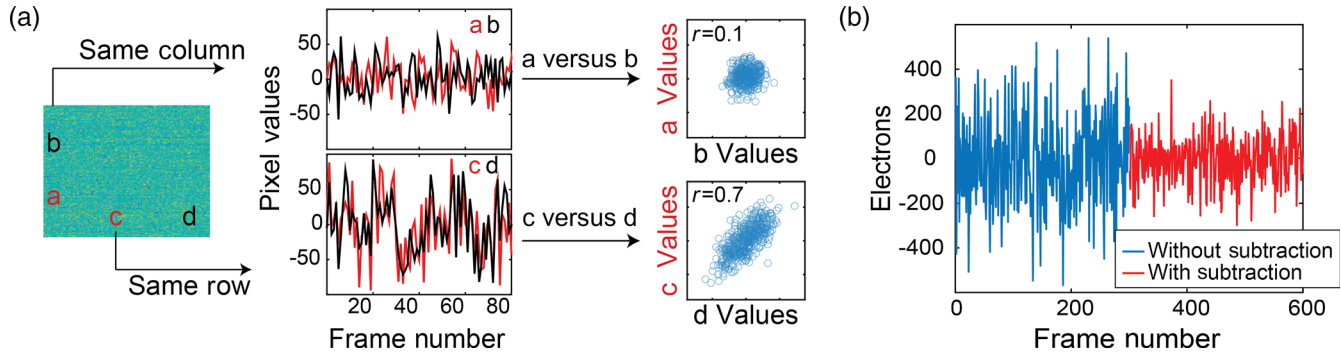 (a)
Same column
b
a
c
d
Same row
Pixel values
50
0
-50
a b
50
0
-50
c d
20 40 60 80
Frame number
a versus b
c versus d
r=0.1
a Values
b Values
r=0.7
c Values
d Values
(b)
Electrons
400
200
0
-200
-400
Without subtraction
With subtraction
0 200 400 600
Frame number